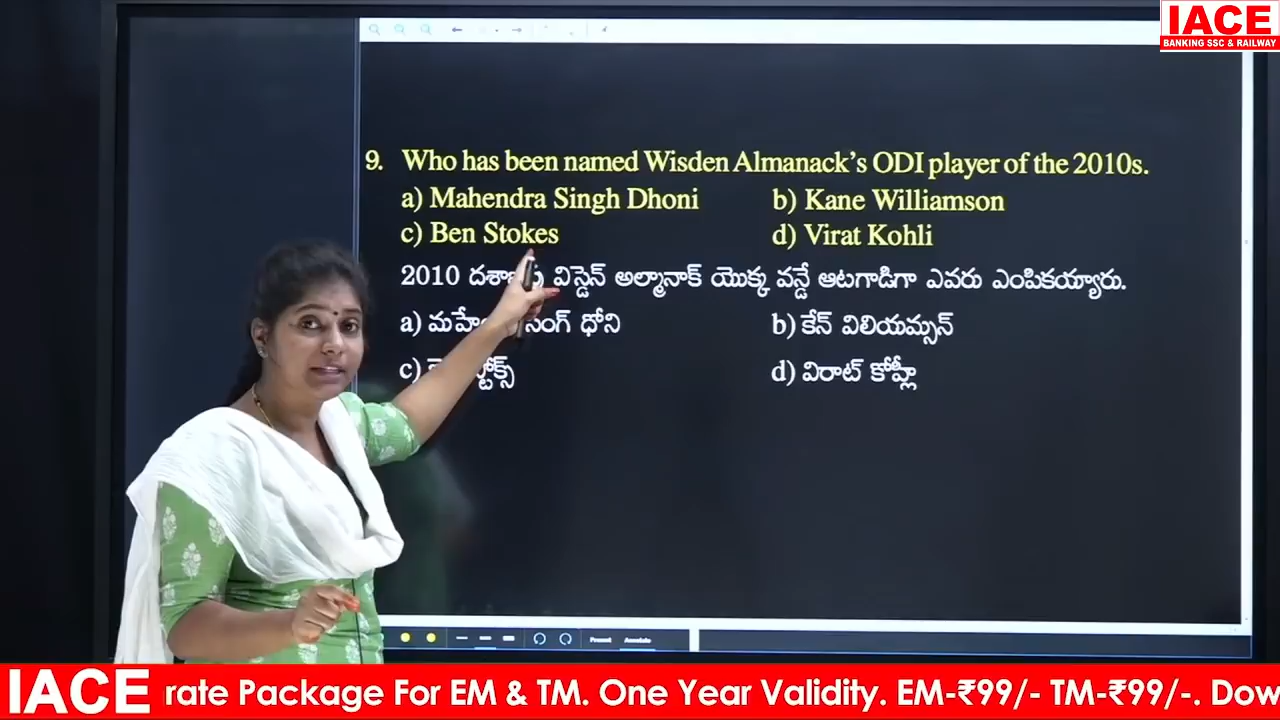 IACE
BANKING SSC & RAILWAY
9. Who has been named Wisden Almanack's ODI player of the 2010s.
a) Mahendra Singh Dhoni b) Kane Williamson
c) Ben Stokes d) Virat Kohli
2010 విస్డెన్ అల్మానాక్ యొక్క వన్డే ఆటగాడిగా ఎవరు ఎంపికయ్యారు.
a) ధోని b) కేన్ విలియమ్సన్
c) d) విరాట్ కోహ్లీ
Present Annotate
IACE rate Package For EM & TM. One Year Validity. EM-₹99/- TM-₹99/-. Dow